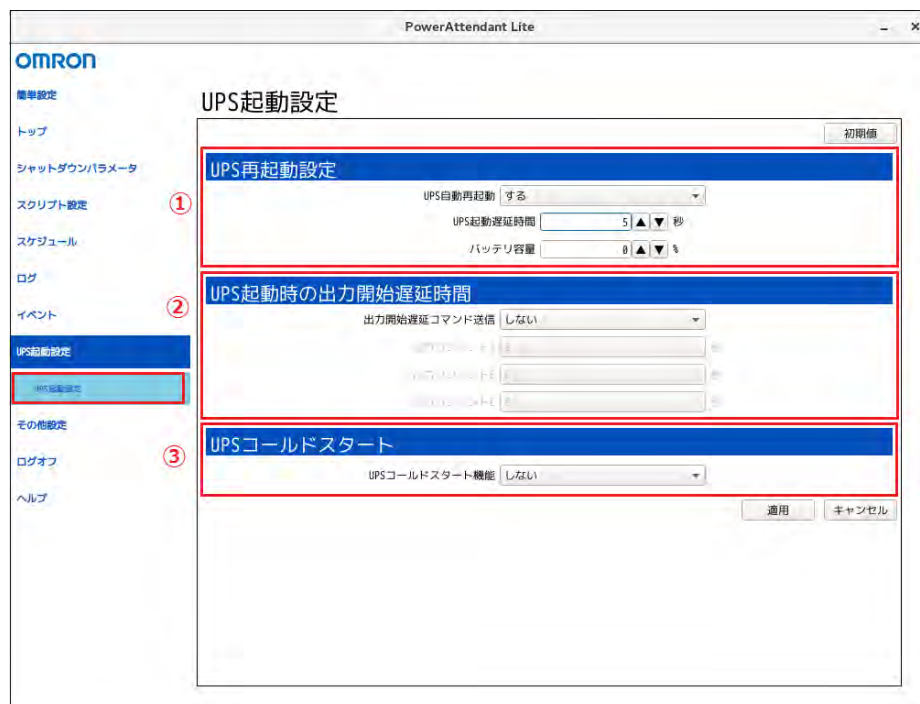 PowerAttendant Lite
OMRON
簡単設定
トップ
シャットダウンパラメータ
スクリプト設定
スケジュール
ログ
イベント
UPS起動設定
UPS起動設定
その他設定
ログオフ
ヘルプ
UPS起動設定
初期値
①
UPS再起動設定
UPS自動再起動 する
UPS起動遅延時間 5 秒
バッテリ容量 0 %
②
UPS起動時の出力開始遅延時間
出力開始遅延コマンド送信 しない
③
UPSコールドスタート
UPSコールドスタート機能 しない
適用 キャンセル